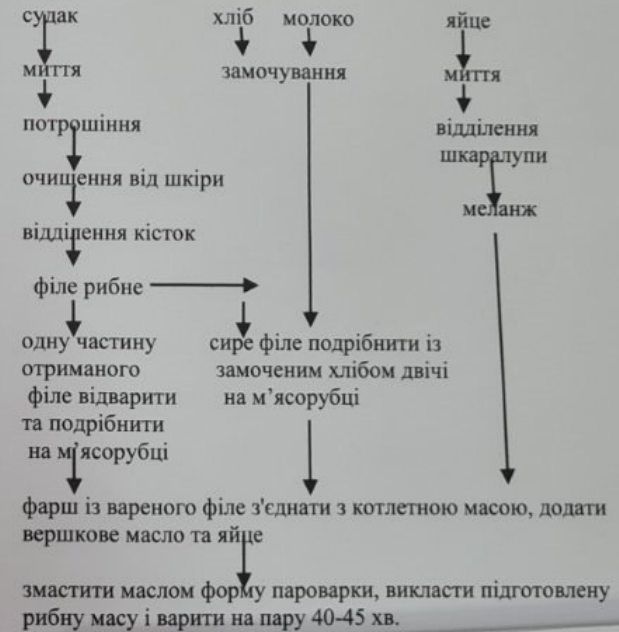 судак хліб молоко яйце
миття замочування миття
потрошіння відділення
шкаралупи
очищення від шкіри
меланж
відділення кісток
філе рибне
одну частину сире філе подрібнити із
отриманого замоченим хлібом двічі
філе відварити на м’ясорубці
та подрібнити
на м’ясорубці
фарш із вареного філе з'єднати з котлетною масою, додати
вершкове масло та яйце
змастити маслом форму пароварки, викласти підготовлену
рибну масу і варити на пару 40-45 хв.